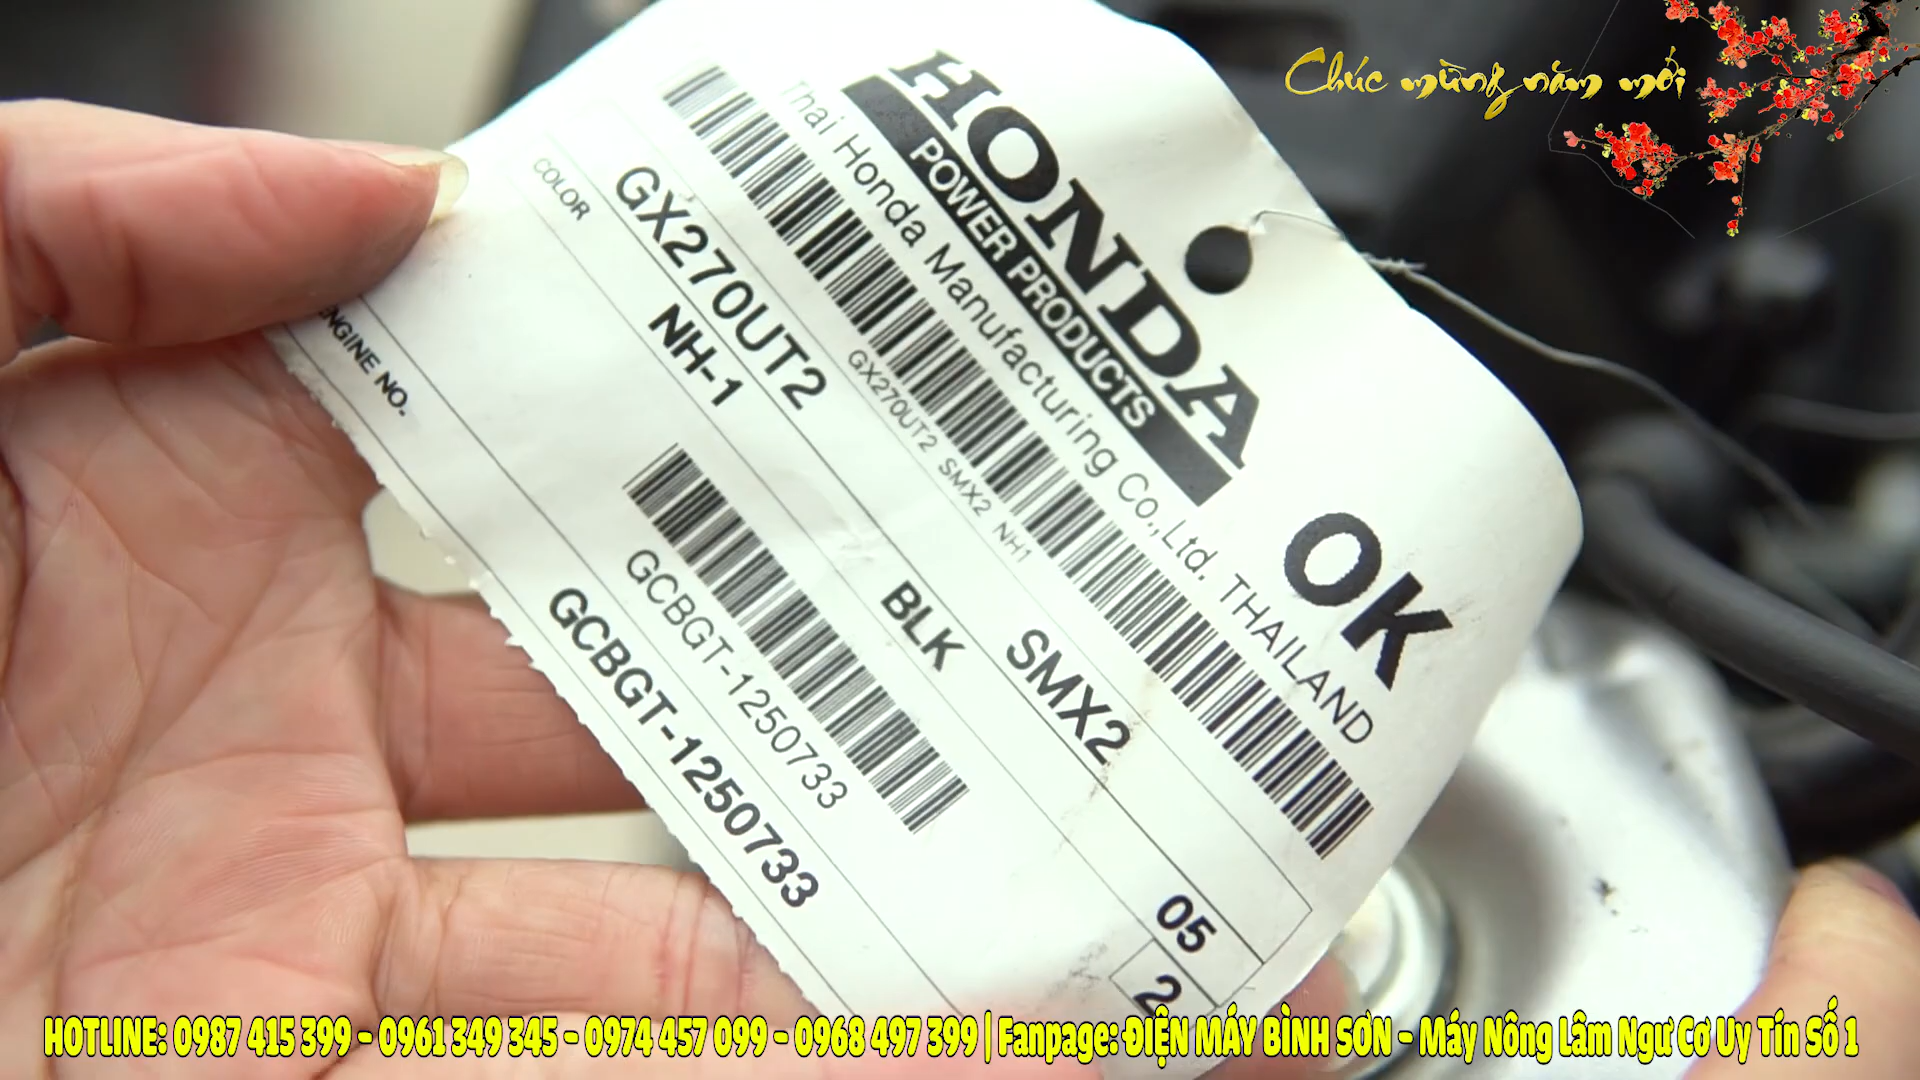 Chúc mừng năm mới
HONDA
POWER PRODUCTS
OK
Thai Honda Manufacturing Co.,Ltd. THAILAND
GX270UT2 SMX2 NH1
GX270UT2 SMX2 05
COLOR NH-1 BLK 2
GCBGT-1250733
ENGINE NO. GCBGT-1250733
HOTLINE: 0987 415 399 - 0961 349 345 - 0974 457 099 - 0968 497 399 | Fanpage: ĐIỆN MÁY BÌNH SƠN - Máy Nông Lâm Ngư Cơ Uy Tín Số 1